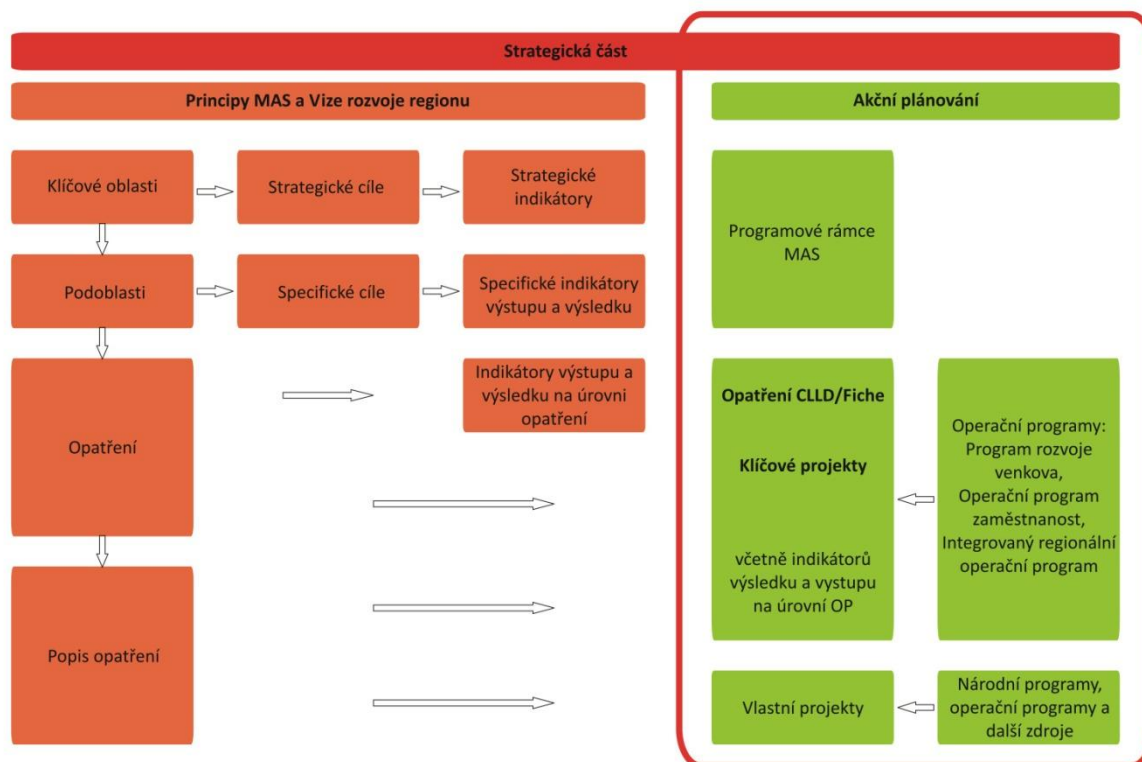 Strategická část
Principy MAS a Vize rozvoje regionu
Akční plánování
Klíčové oblasti
Strategické cíle
Strategické
indikátory
Programové rámce
MAS
Podoblasti
Specifické cíle
Specifické indikátory
výstupu a výsledku
Opatření
Indikátory výstupu a
výsledku na úrovni
opatření
Opatření CLLD/Fiche
Klíčové projekty
včetně indikátorů
výsledku a vystupu
na úrovní OP
Operační programy:
Program rozvoje
venkova,
Operační program
zaměstnanost,
Integrovaný regionální
operační program
Popis opatření
Vlastní projekty
Národní programy,
operační programy a
další zdroje